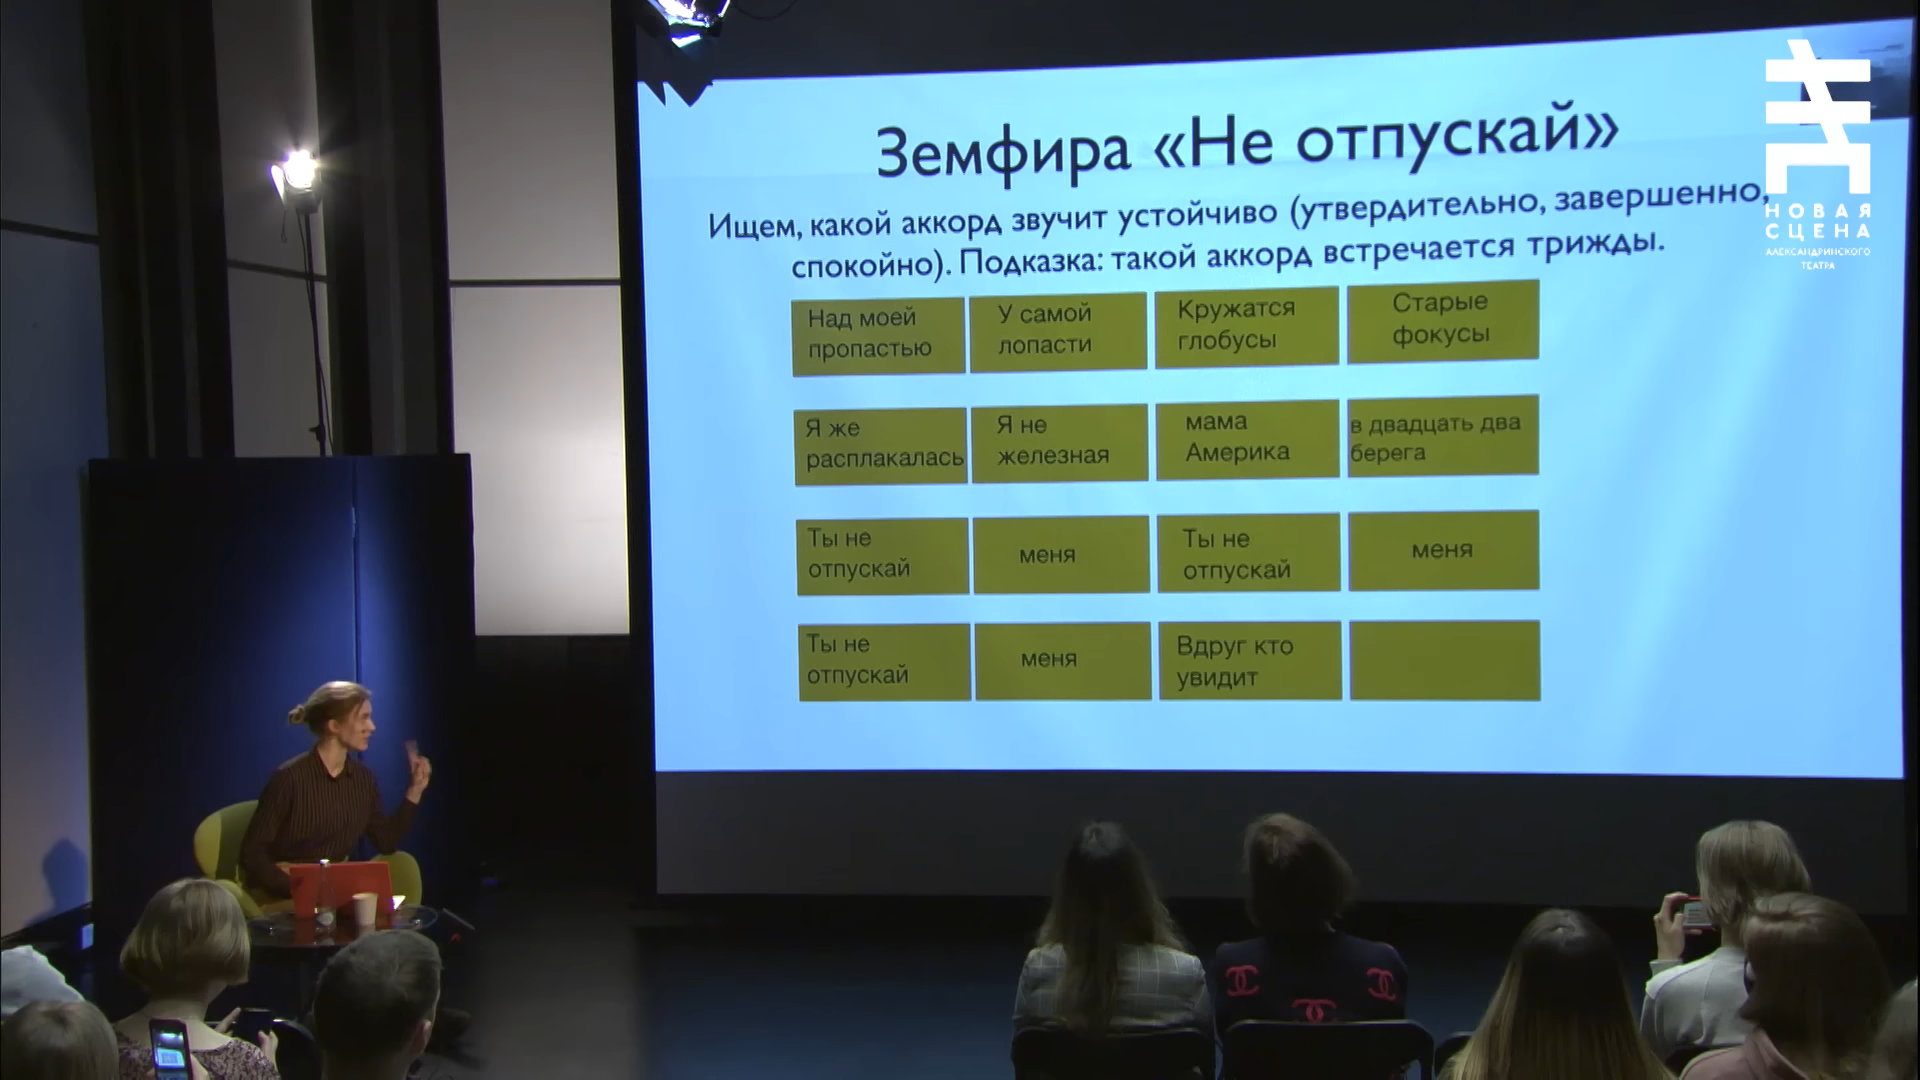 Земфира «Не отпускай»
Ищем, какой аккорд звучит устойчиво (утвердительно, завершенно,
спокойно). Подсказка: такой аккорд встречается трижды.
Над моей
пропастью
У самой
лопасти
Кружатся
глобусы
Старые
фокусы
Я же
расплакалась
Я не
железная
мама
Америка
в двадцать два
берега
Ты не
отпускай
меня
Ты не
отпускай
меня
Ты не
отпускай
меня
Вдруг кто
увидит
НОВАЯ
СЦЕНА
АЛЕКСАНДРИНСКОГО
ТЕАТРА